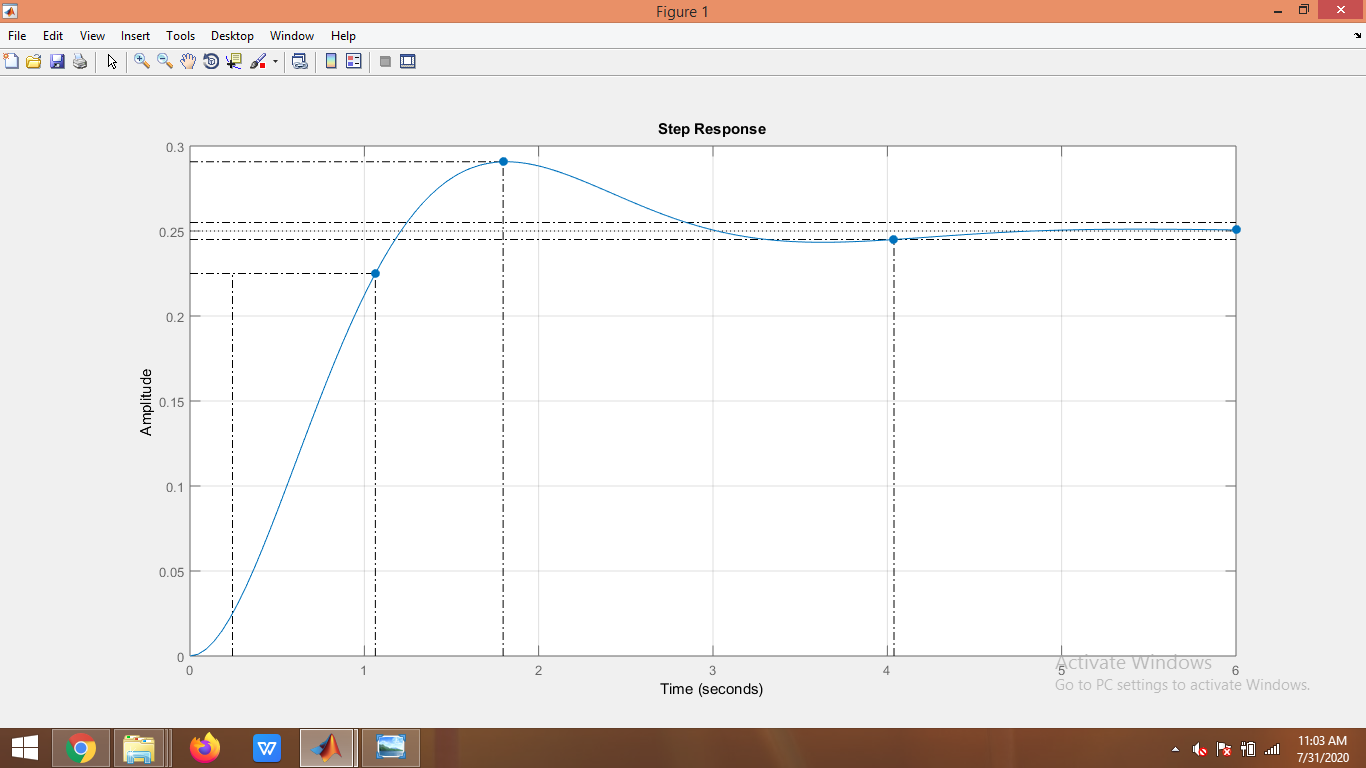 Figure 1
File Edit View Insert Tools Desktop Window Help
Step Response
0.3
0.25
0.2
0.15
0.1
0.05
0
Amplitude
0 1 2 3 4 5 6
Time (seconds)
Activate Windows
Go to PC settings to activate Windows.
W
11:03 AM
7/31/2020